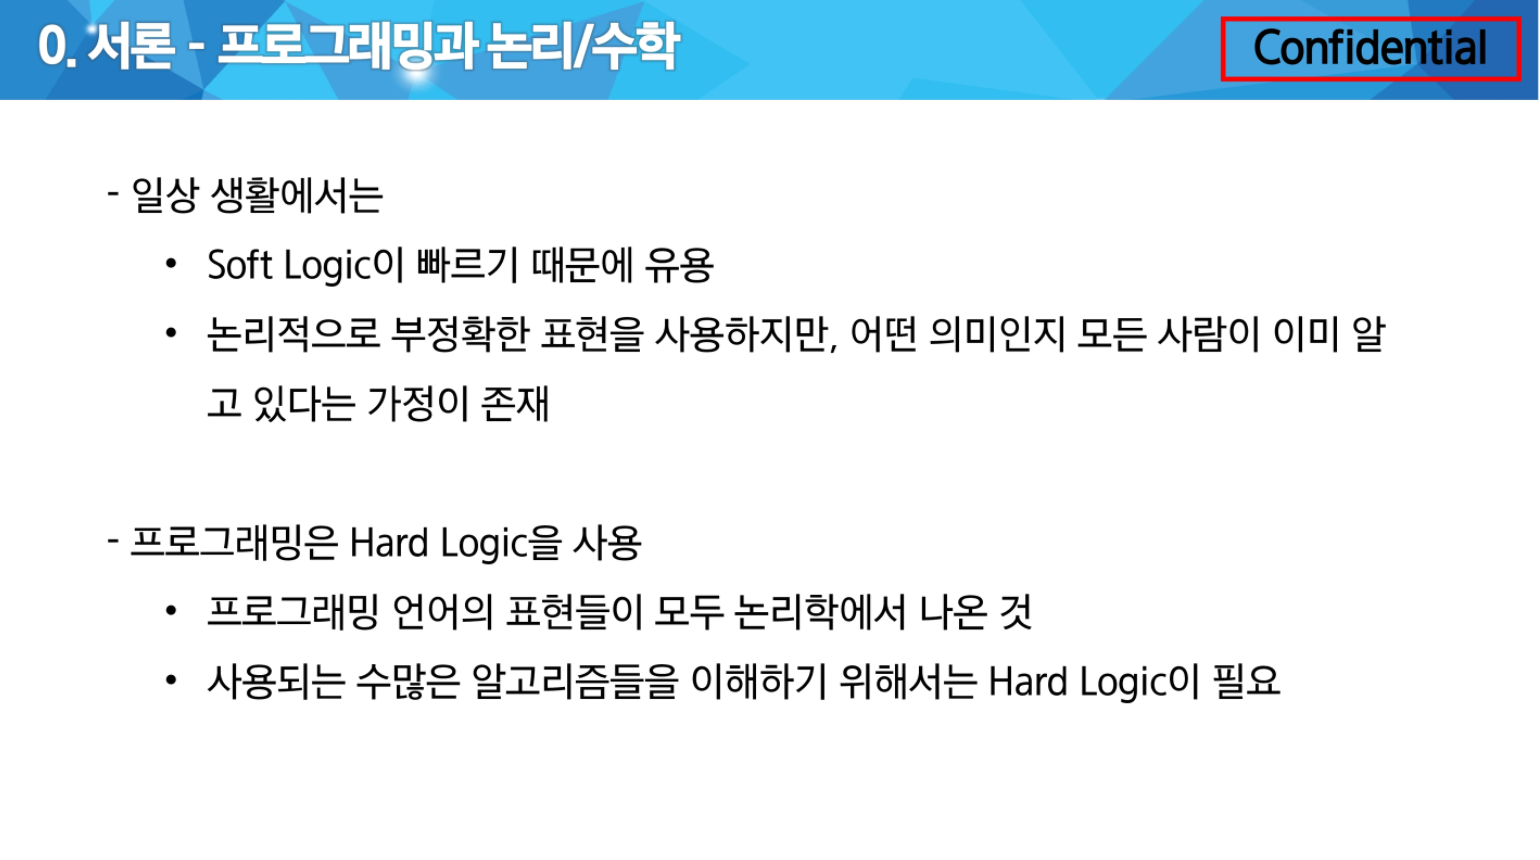 0. 서론 - 프로그래밍과 논리/수학
Confidential
- 일상 생활에서는
• Soft Logic이 빠르기 때문에 유용
• 논리적으로 부정확한 표현을 사용하지만, 어떤 의미인지 모든 사람이 이미 알
고 있다는 가정이 존재
- 프로그래밍은 Hard Logic을 사용
• 프로그래밍 언어의 표현들이 모두 논리학에서 나온 것
• 사용되는 수많은 알고리즘들을 이해하기 위해서는 Hard Logic이 필요